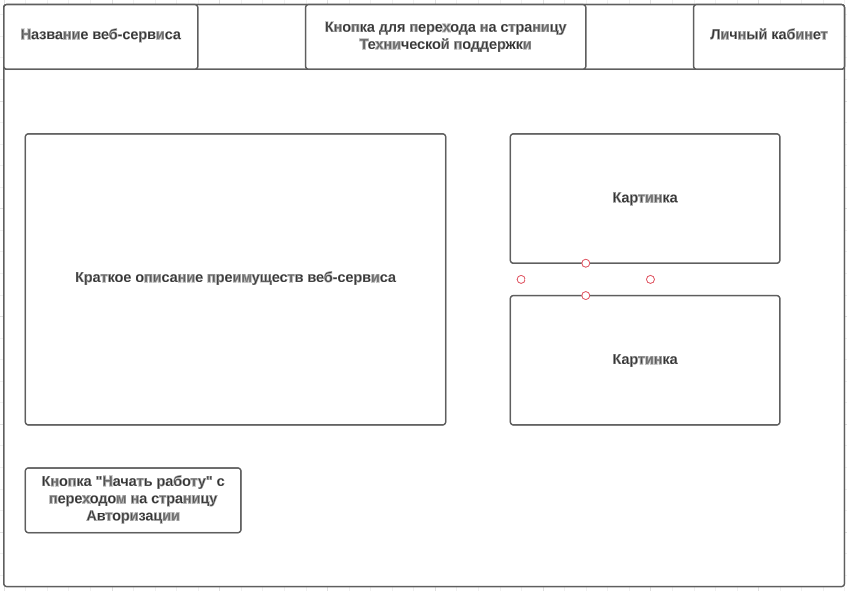 Название веб-сервиса
Кнопка для перехода на страницу
Технической поддержки
Личный кабинет
Краткое описание преимуществ веб-сервиса
Картинка
Картинка
Кнопка "Начать работу" с
переходом на страницу
Авторизации